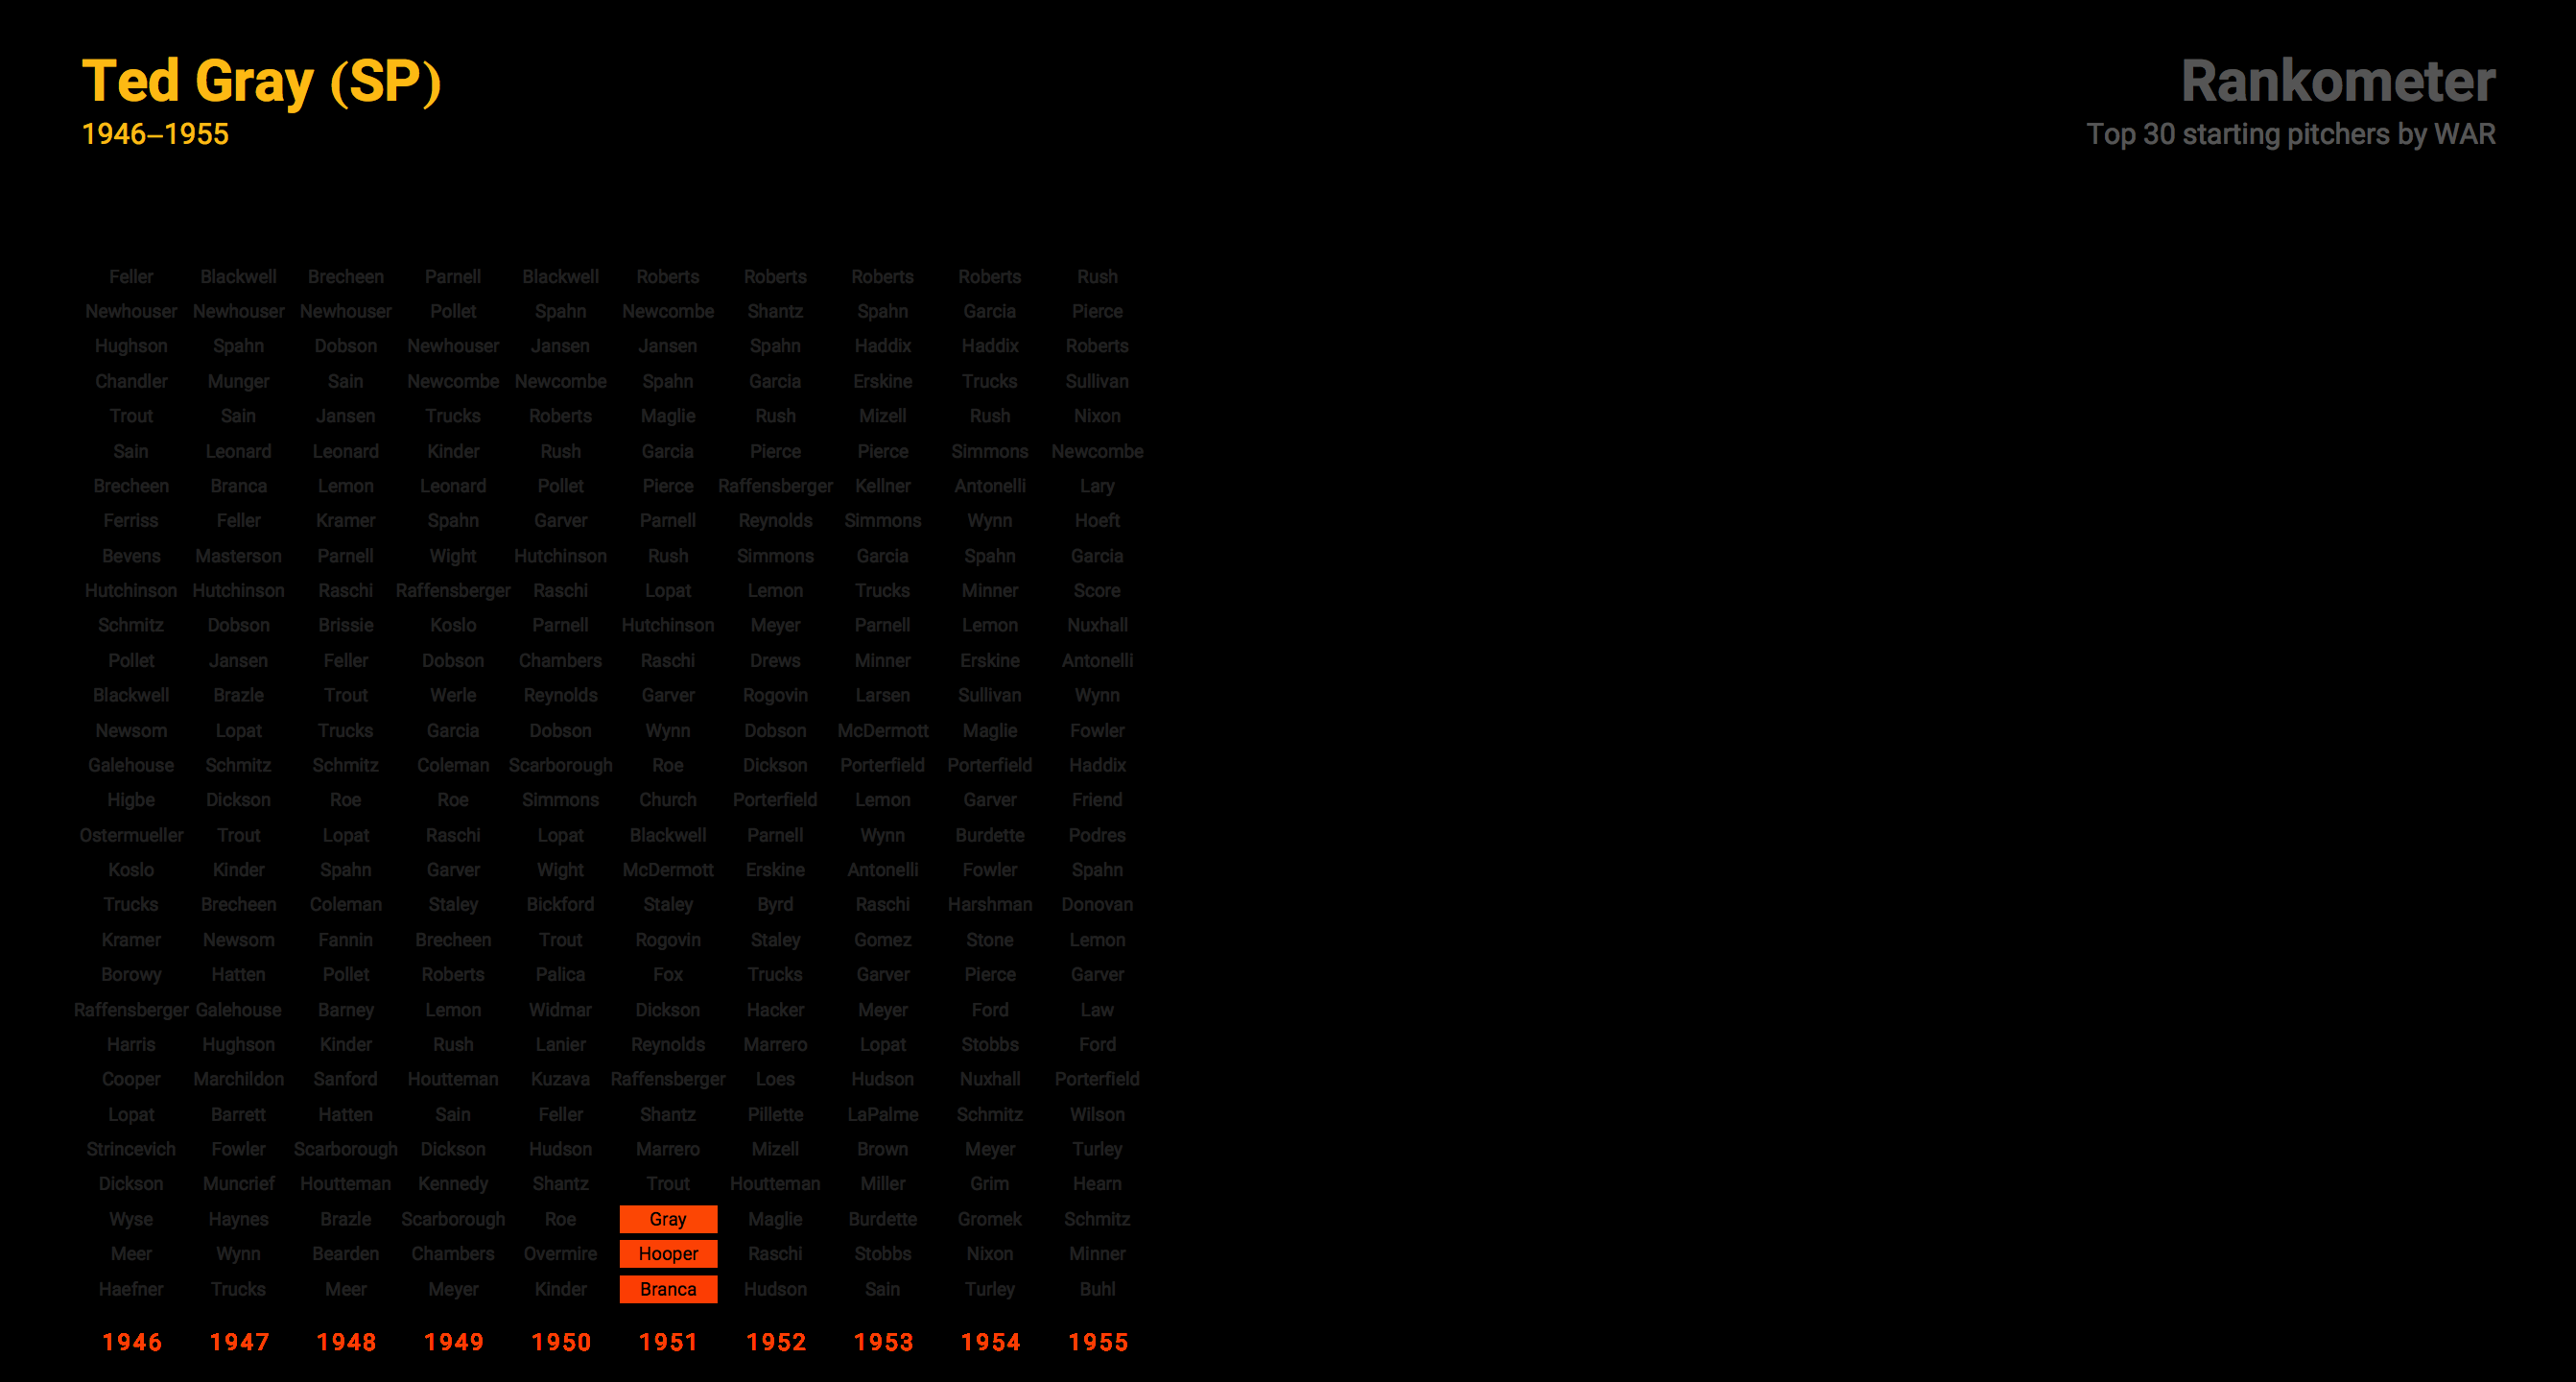 Ted Gray (SP)
1946–1955
Rankometer
Top 30 starting pitchers by WAR
Feller Blackwell Brecheen Parnell Blackwell Roberts Roberts Roberts Roberts Rush
Newhouser Newhouser Newhouser Pollet Spahn Newcombe Shantz Spahn Garcia Pierce
Hughson Spahn Dobson Newhouser Jansen Jansen Spahn Haddix Haddix Roberts
Chandler Munger Sain Newcombe Newcombe Spahn Garcia Erskine Trucks Sullivan
Trout Sain Jansen Trucks Roberts Maglie Rush Mizell Rush Nixon
Sain Leonard Leonard Kinder Rush Garcia Pierce Pierce Simmons Newcombe
Brecheen Branca Lemon Leonard Pollet Pierce Raffensberger Kellner Antonelli Lary
Ferriss Feller Kramer Spahn Garver Parnell Reynolds Simmons Wynn Hoeft
Bevens Masterson Parnell Wight Hutchinson Rush Simmons Garcia Spahn Garcia
Hutchinson Hutchinson Raschi Raffensberger Raschi Lopat Lemon Trucks Minner Score
Schmitz Dobson Brissie Koslo Parnell Hutchinson Meyer Parnell Lemon Nuxhall
Pollet Jansen Feller Dobson Chambers Raschi Drews Minner Erskine Antonelli
Blackwell Brazle Trout Werle Reynolds Garver Rogovin Larsen Sullivan Wynn
Newsom Lopat Trucks Garcia Dobson Wynn Dobson McDermott Maglie Fowler
Galehouse Schmitz Schmitz Coleman Scarborough Roe Dickson Porterfield Porterfield Haddix
Higbe Dickson Roe Roe Simmons Church Porterfield Lemon Garver Friend
Ostermueller Trout Lopat Raschi Lopat Blackwell Parnell Wynn Burdette Podres
Koslo Kinder Spahn Garver Wight McDermott Erskine Antonelli Fowler Spahn
Trucks Brecheen Coleman Staley Bickford Staley Byrd Raschi Harshman Donovan
Kramer Newsom Fannin Brecheen Trout Rogovin Staley Gomez Stone Lemon
Borowy Hatten Pollet Roberts Palica Fox Trucks Garver Pierce Garver
Raffensberger Galehouse Barney Lemon Widmar Dickson Hacker Meyer Ford Law
Harris Hughson Kinder Rush Lanier Reynolds Marrero Lopat Stobbs Ford
Cooper Marchildon Sanford Houtteman Kuzava Raffensberger Loes Hudson Nuxhall Porterfield
Lopat Barrett Hatten Sain Feller Shantz Pillette LaPalme Schmitz Wilson
Strincevich Fowler Scarborough Dickson Hudson Marrero Mizell Brown Meyer Turley
Dickson Muncrief Houtteman Kennedy Shantz Trout Houtteman Miller Grim Hearn
Wyse Haynes Brazle Scarborough Roe Gray Maglie Burdette Gromek Schmitz
Meer Wynn Bearden Chambers Overmire Hooper Raschi Stobbs Nixon Minner
Haefner Trucks Meer Meyer Kinder Branca Hudson Sain Turley Buhl
1946 1947 1948 1949 1950 1951 1952 1953 1954 1955